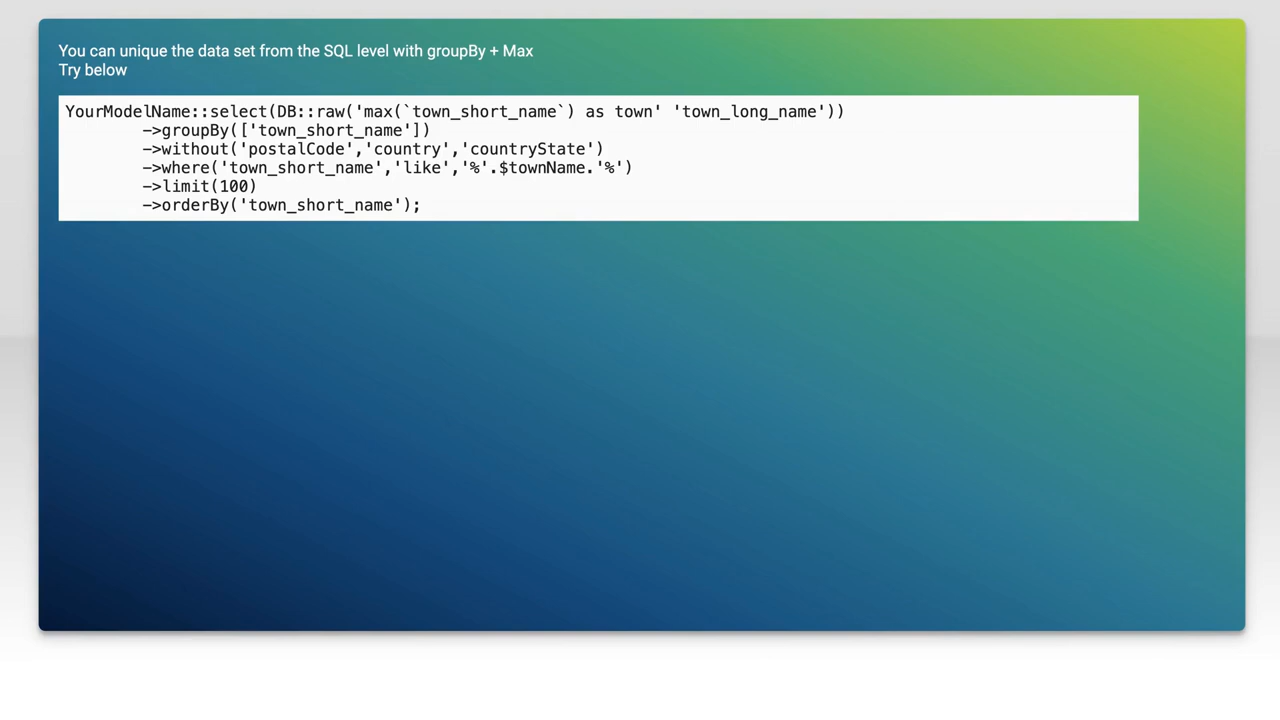 You can unique the data set from the SQL level with groupBy + Max
Try below
YourModelName::select(DB::raw('max(`town_short_name`) as town' 'town_long_name'))
        ->groupBy(['town_short_name'])
        ->without('postalCode','country','countryState')
        ->where('town_short_name','like','%'.$townName.'%')
        ->limit(100)
        ->orderBy('town_short_name');